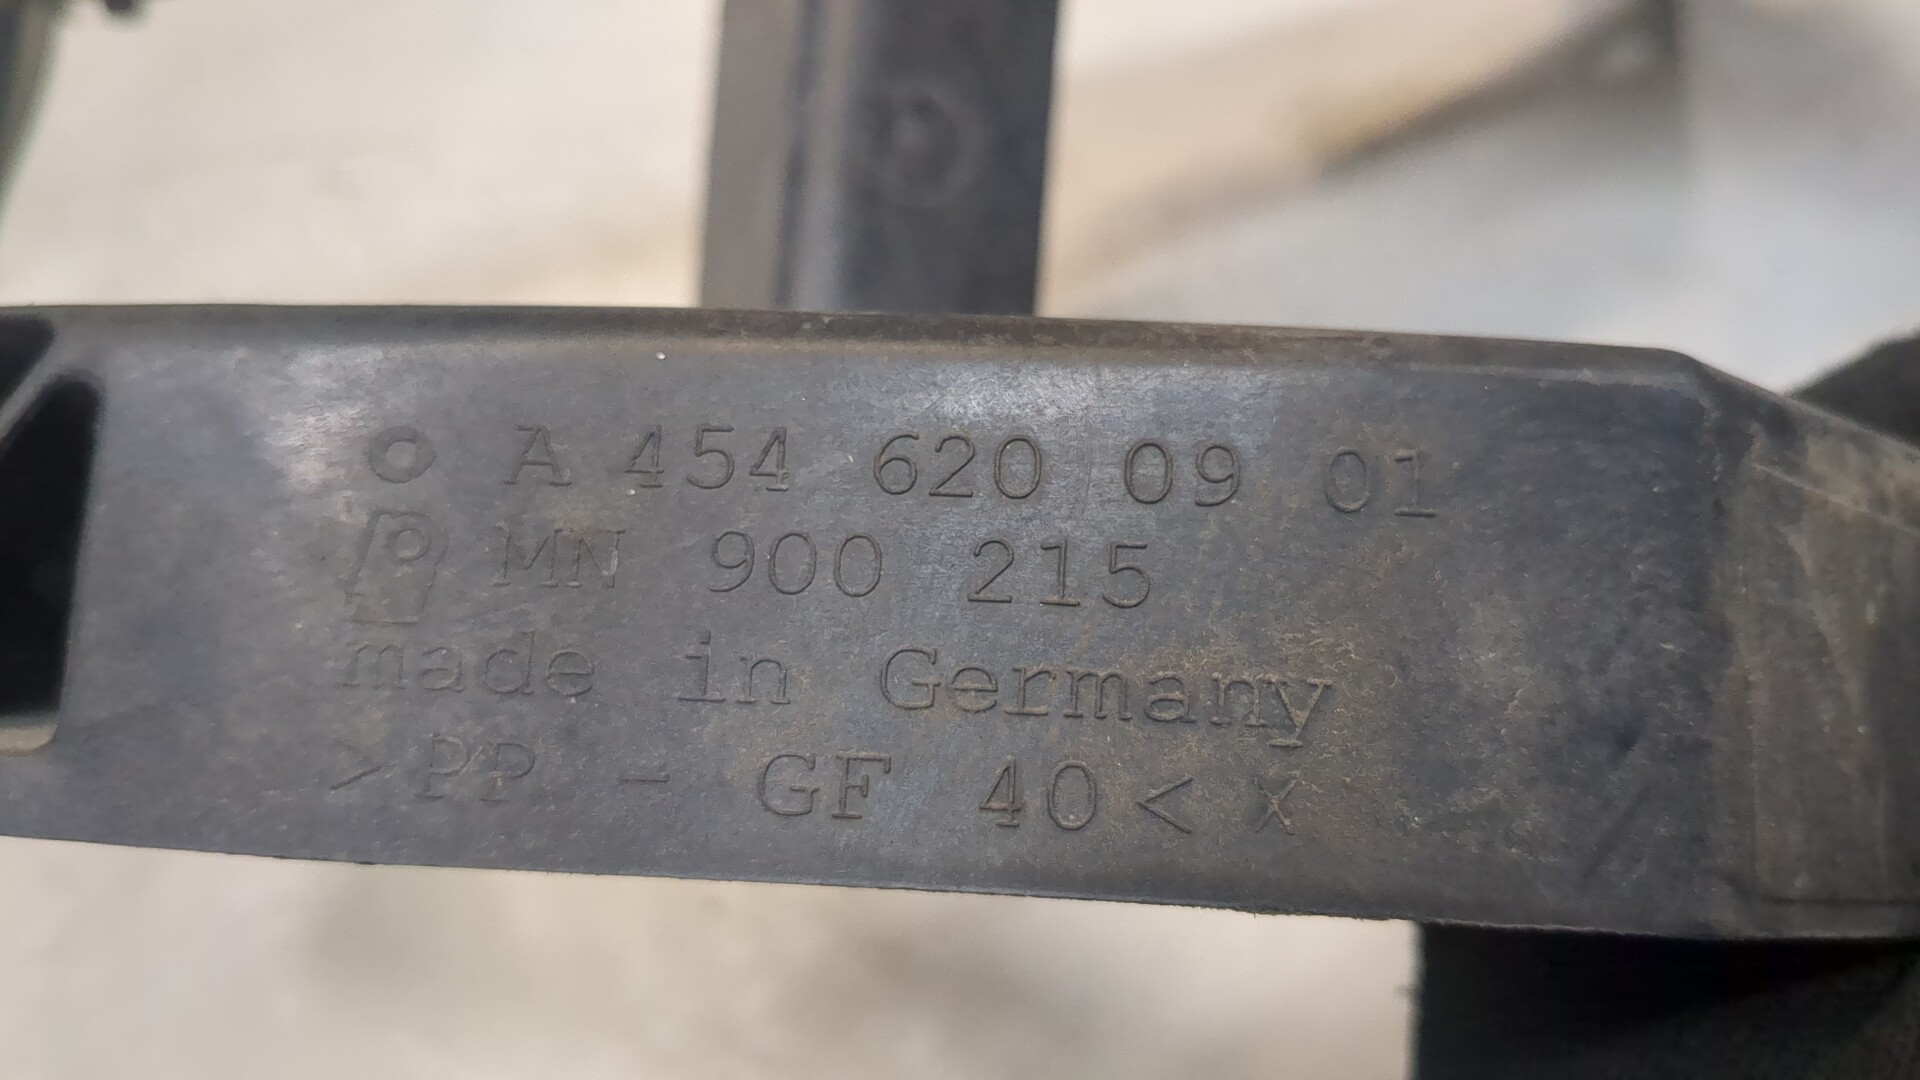 A 454 620 09 01
MN 900 215
made in Germany
>PP - GF 40< x